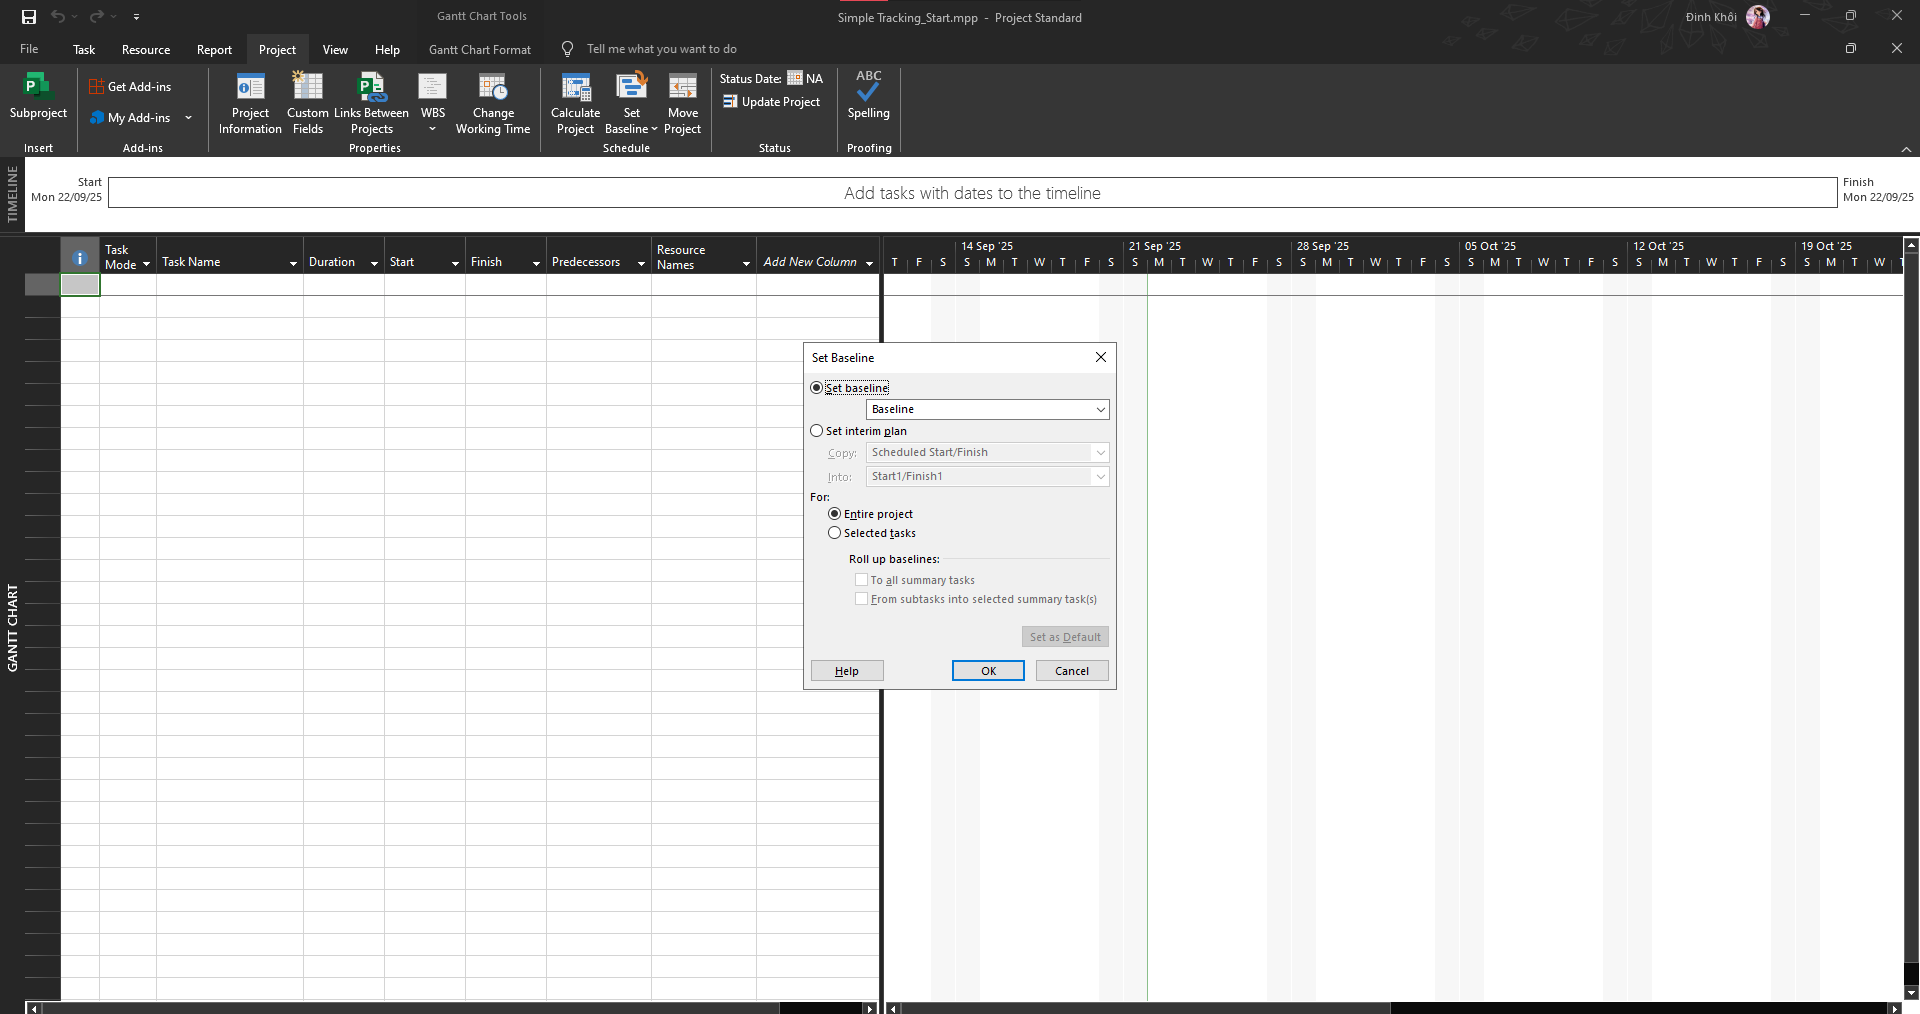 Gantt Chart Tools
Simple Tracking_Start.mpp - Project Standard
Đinh Khôi
File Task Resource Report Project View Help Gantt Chart Format Tell me what you want to do
Subproject
Insert
Get Add-ins
My Add-ins
Add-ins
Project Information
Custom Fields
Links Between Projects
WBS
Change Working Time
Properties
Calculate Project
Set Baseline
Move Project
Schedule
Status Date: NA
Update Project
Status
ABC
Spelling
Proofing
TIMELINE
Start
Mon 22/09/25
Add tasks with dates to the timeline
Finish
Mon 22/09/25
Task Mode Task Name Duration Start Finish Predecessors Resource Names Add New Column
14 Sep '25 21 Sep '25 28 Sep '25 05 Oct '25 12 Oct '25 19 Oct '25
T F S S M T W T F S S M T W T F S S M T W T F S S M T W T F S S M T W T F S S M T W T
GANTT CHART
Set Baseline
Set baseline
Baseline
Set interim plan
Copy: Scheduled Start/Finish
Into: Start1/Finish1
For:
Entire project
Selected tasks
Roll up baselines:
To all summary tasks
From subtasks into selected summary task(s)
Set as Default
Help OK Cancel